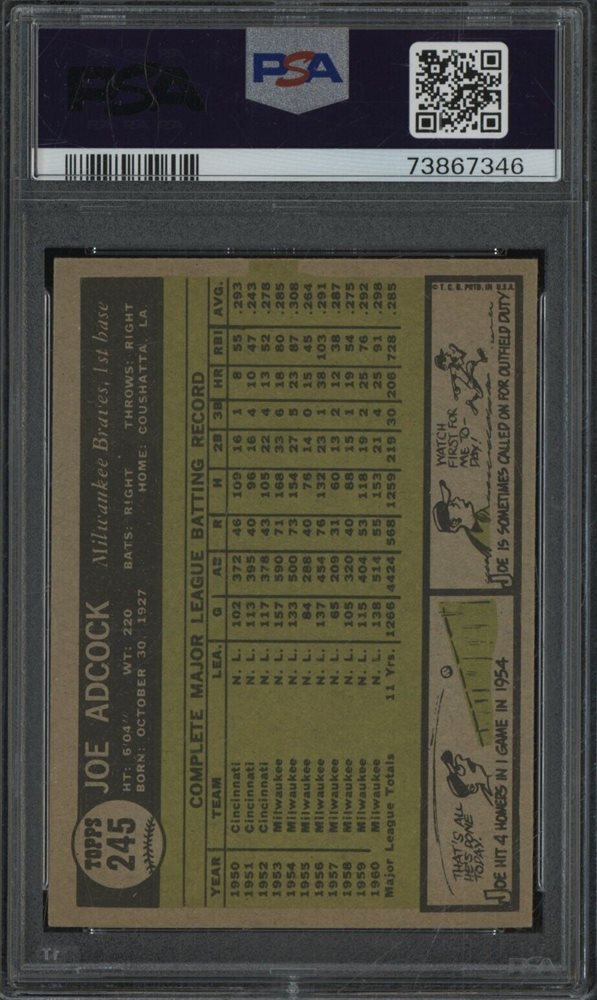 PSA
PSA
73867346
TOPPS
245
JOE ADCOCK Milwaukee Braves, 1st base
HT: 6'04" WT: 220 BATS: RIGHT THROWS: RIGHT
BORN: OCTOBER 30, 1927 HOME: COUSHATTA, LA.
COMPLETE MAJOR LEAGUE BATTING RECORD
YEAR TEAM LEA. G AB R H 2B 3B HR RBI AVG.
1950 Cincinnati N. L. 102 372 46 109 16 1 8 55 .293
1951 Cincinnati N. L. 113 395 40 96 16 4 10 47 .243
1952 Cincinnati N. L. 117 378 43 105 22 4 13 52 .278
1953 Milwaukee N. L. 157 590 71 168 33 6 18 80 .285
1954 Milwaukee N. L. 133 500 73 154 27 5 23 87 .308
1955 Milwaukee N. L. 84 288 40 76 14 0 15 45 .264
1956 Milwaukee N. L. 137 454 76 132 23 1 38 103 .291
1957 Milwaukee N. L. 65 209 31 60 13 2 12 38 .287
1958 Milwaukee N. L. 105 320 40 88 15 1 19 54 .275
1959 Milwaukee N. L. 115 404 53 118 19 2 25 76 .292
1960 Milwaukee N. L. 138 514 55 153 21 4 25 91 .298
Major League Totals 11 Yrs. 1266 4424 568 1259 219 30 206 728 .285
THAT'S ALL
HE'S DONE
TODAY.
JOE HIT 4 HOMERS IN 1 GAME IN 1954
WATCH
FIRST FOR
ME TO-
DAY!
JOE IS SOMETIMES CALLED ON FOR OUTFIELD DUTY
© T. C. G. PRTD. IN U.S.A.